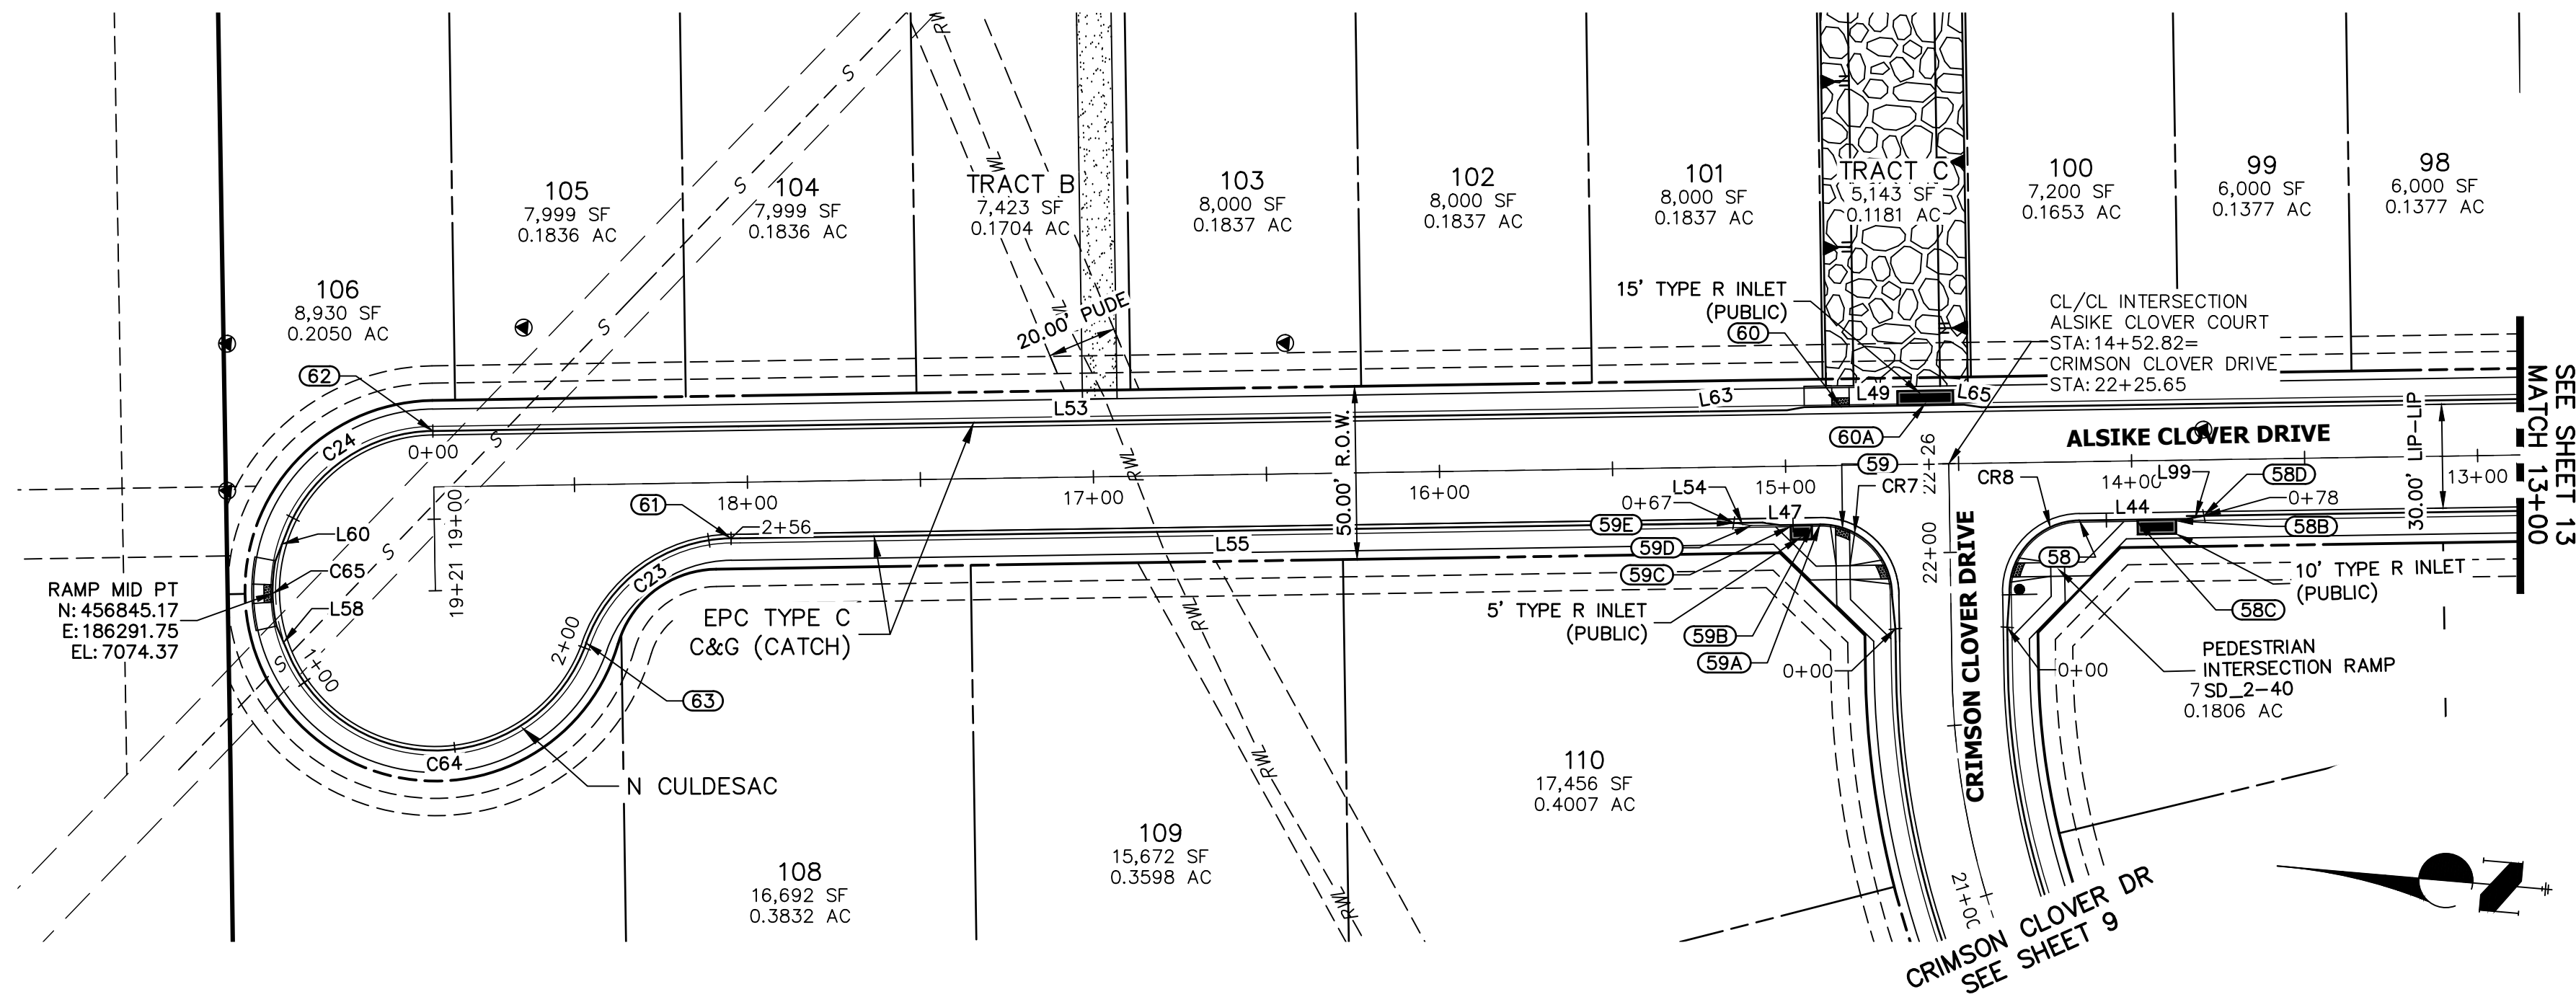 105
7,999 SF
0.1836 AC
104
7,999 SF
0.1836 AC
TRACT B
7,423 SF
0.1704 AC
103
8,000 SF
0.1837 AC
102
8,000 SF
0.1837 AC
101
8,000 SF
0.1837 AC
TRACT C
5,143 SF
0.1181 AC
100
7,200 SF
0.1653 AC
99
6,000 SF
0.1377 AC
98
6,000 SF
0.1377 AC
106
8,930 SF
0.2050 AC
S
S
S
S
S
S
RW
RWL
RWL
RWL
RWL
RWL
RWL
20.00' PUDE
15' TYPE R INLET
(PUBLIC)
60
CL/CL INTERSECTION
ALSIKE CLOVER COURT
STA:14+52.82=
CRIMSON CLOVER DRIVE
STA:22+25.65
SEE SHEET 13
MATCH 13+00
62
L53
L63
L49
L65
60A
C24
0+00
50.00' R.O.W.
ALSIKE CLOVER DRIVE
30.00' LIP-LIP
22+26
59
CR7
CR8
L99
58D
13+00
14+00
15+00
16+00
17+00
18+00
19+00
19+21
61
2+56
L54
0+67
L47
59E
59D
59C
L44
0+78
58B
58
L55
L60
C65
L58
RAMP MID PT
N:456845.17
E:186291.75
EL:7074.37
C23
22+00
CRIMSON CLOVER DRIVE
10' TYPE R INLET
(PUBLIC)
58C
EPC TYPE C
C&G (CATCH)
5' TYPE R INLET
(PUBLIC)
59B
59A
0+00
0+00
1+00
2+00
63
PEDESTRIAN
INTERSECTION RAMP
7 SD_2-40
0.1806 AC
C64
N CULDESAC
110
17,456 SF
0.4007 AC
109
15,672 SF
0.3598 AC
108
16,692 SF
0.3832 AC
21+00
CRIMSON CLOVER DR
SEE SHEET 9